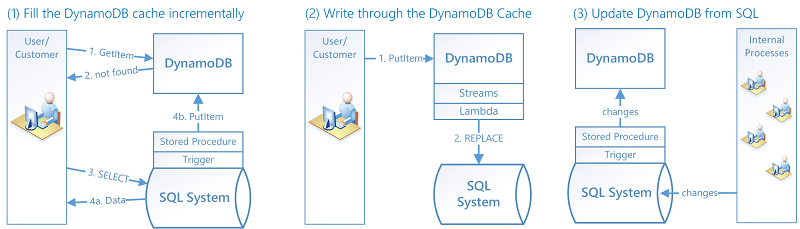 (1) Fill the DynamoDB cache incrementally
User/
Customer
1. GetItem
2. not found
DynamoDB
4b. PutItem
Stored Procedure
Trigger
3. SELECT
4a. Data
SQL System
(2) Write through the DynamoDB Cache
User/
Customer
1. PutItem
DynamoDB
Streams
Lambda
2. REPLACE
SQL
System
(3) Update DynamoDB from SQL
DynamoDB
changes
Stored Procedure
Trigger
SQL System
changes
Internal
Processes